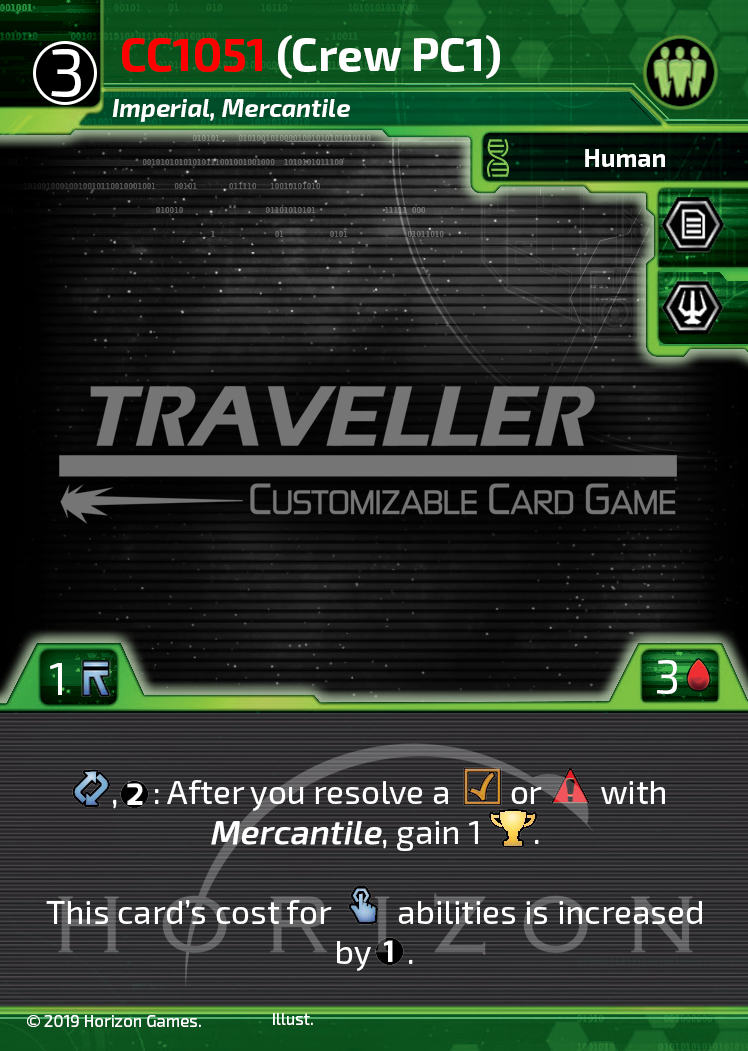 3
CC1051 (Crew PC1)
Imperial, Mercantile
Human
TRAVELLER
CUSTOMIZABLE CARD GAME
1
3
, 2 : After you resolve a or with
Mercantile, gain 1 .
This card's cost for abilities is increased
by 1 .
HORIZON
© 2019 Horizon Games.
Illust.